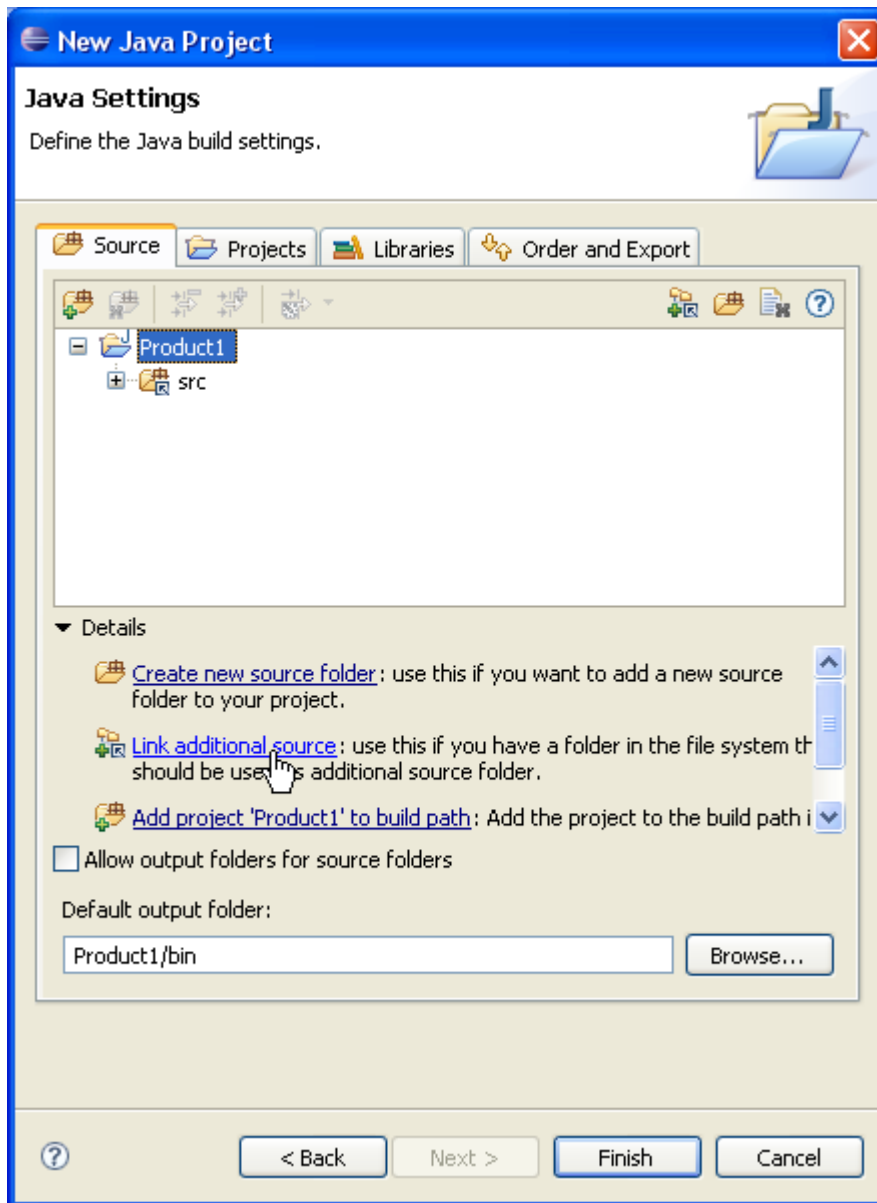 New Java Project
Java Settings
Define the Java build settings.
Source Projects Libraries Order and Export
Product1
src
Details
Create new source folder: use this if you want to add a new source
folder to your project.
Link additional source: use this if you have a folder in the file system th
should be use s additional source folder.
Add project 'Product1' to build path: Add the project to the build path i
Allow output folders for source folders
Default output folder:
Product1/bin Browse...
< Back Next > Finish Cancel